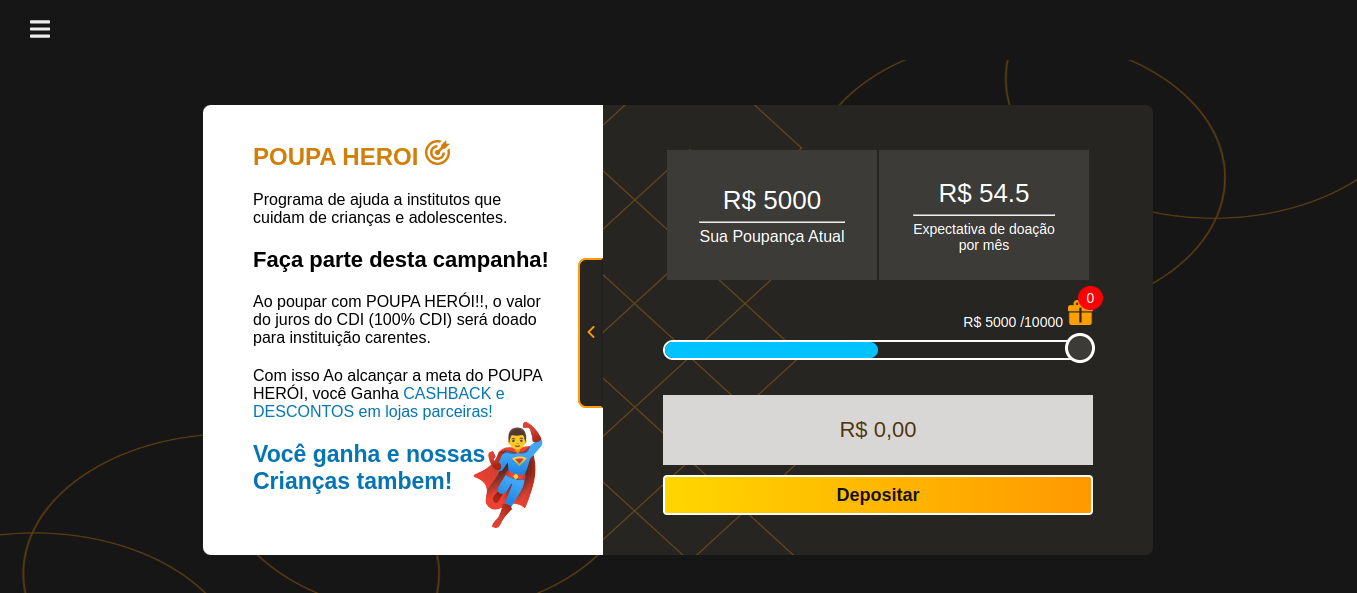 POUPA HEROI
Programa de ajuda a institutos que
cuidam de crianças e adolescentes.
Faça parte desta campanha!
Ao poupar com POUPA HERÓI!!, o valor
do juros do CDI (100% CDI) será doado
para instituição carentes.
Com isso Ao alcançar a meta do POUPA
HERÓI, você Ganha CASHBACK e
DESCONTOS em lojas parceiras!
Você ganha e nossas
Crianças tambem!
R$ 5000
Sua Poupança Atual
R$ 54.5
Expectativa de doação
por mês
0
R$ 5000 /10000
R$ 0,00
Depositar